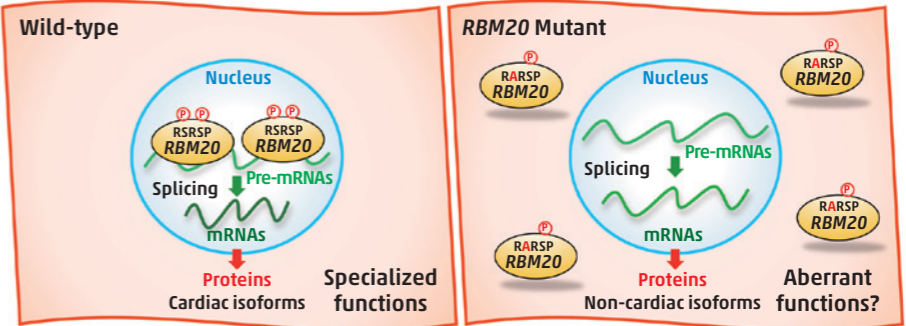 Wild-type
Nucleus
P P
RSRSP
RBM20
P P
RSRSP
RBM20
Pre-mRNAs
Splicing
mRNAs
Proteins
Cardiac isoforms
Specialized
functions
RBM20 Mutant
P
RARSP
RBM20
P
RARSP
RBM20
Nucleus
Pre-mRNAs
Splicing
mRNAs
P
RARSP
RBM20
P
RARSP
RBM20
Proteins
Non-cardiac isoforms
Aberrant
functions?